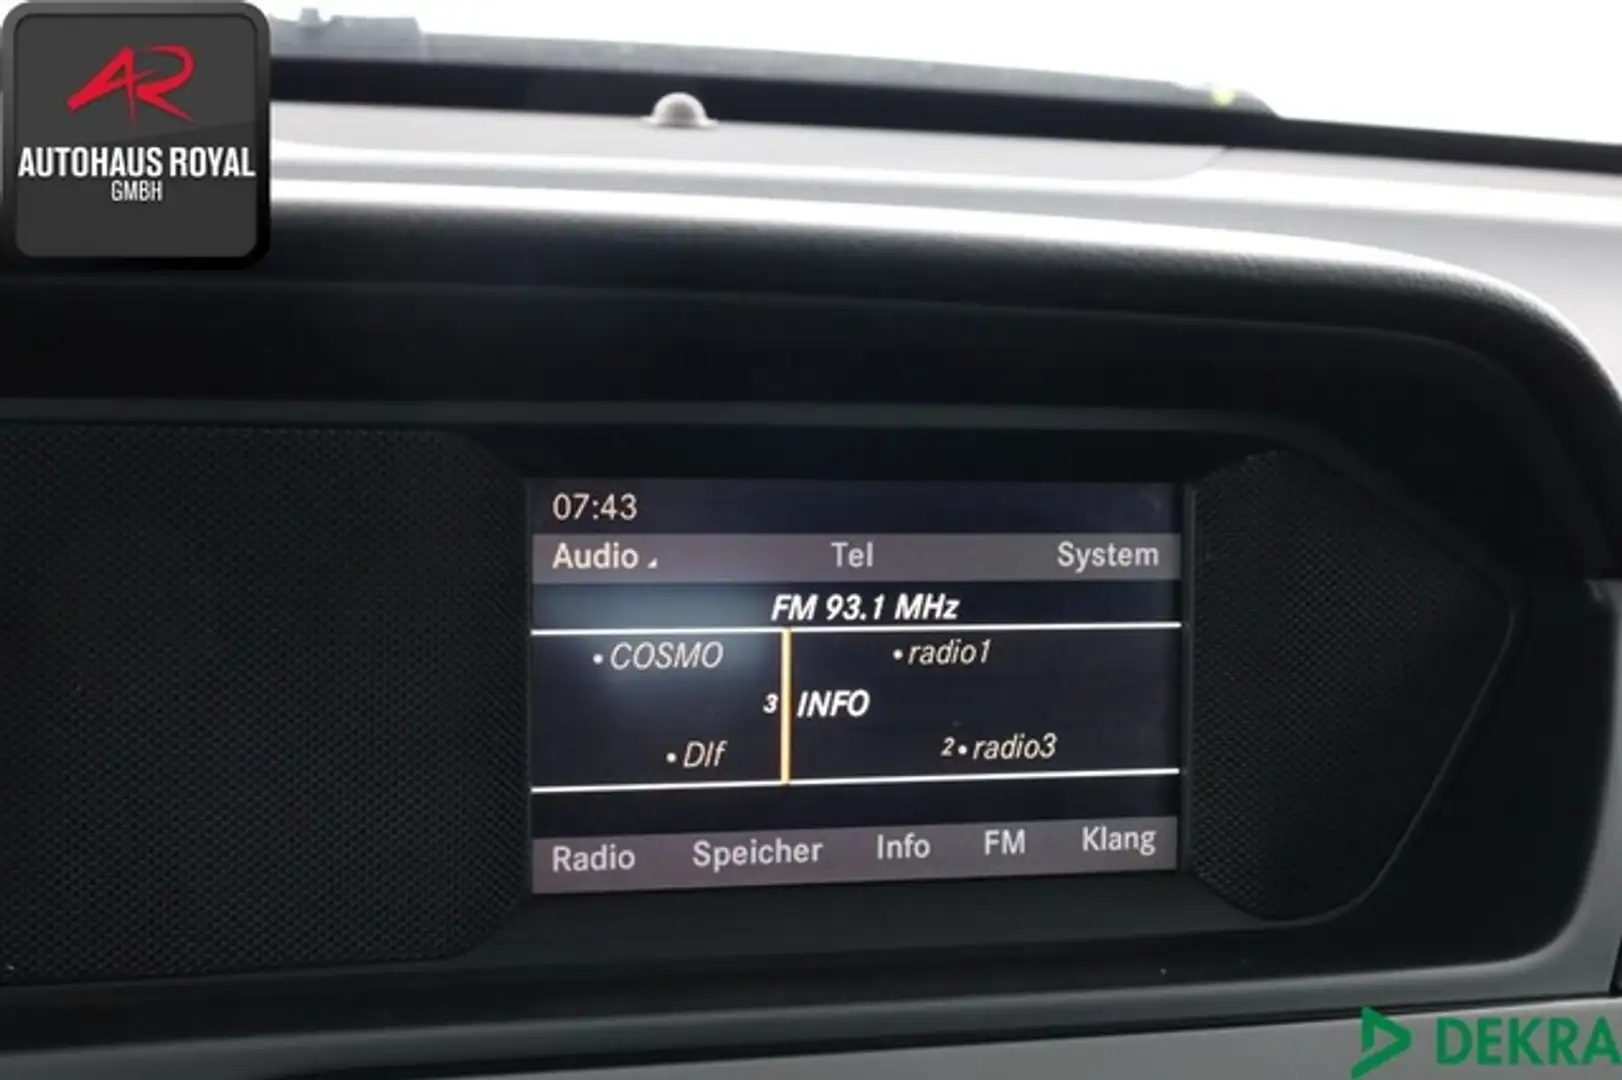 AR
AUTOHAUS ROYAL
GMBH
07:43
Audio Tel System
FM 93.1 MHz
•COSMO •radio1
3 INFO
•Dlf 2•radio3
Radio Speicher Info FM Klang
DEKRA